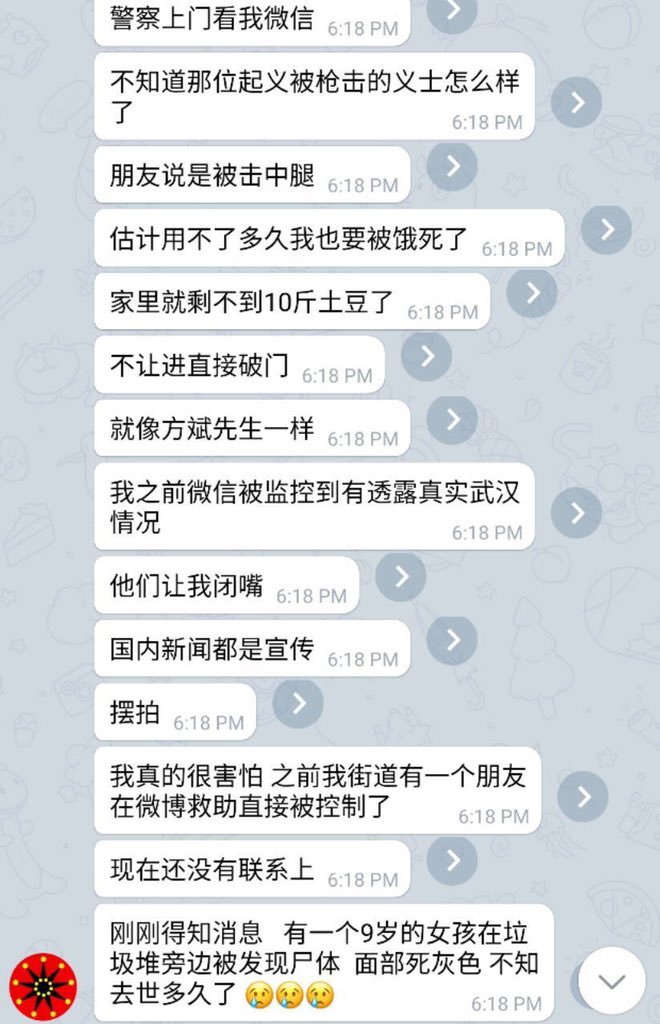 警察上门看我微信 6:18 PM
不知道那位起义被枪击的义士怎么样
了 6:18 PM
朋友说是被击中腿 6:18 PM
估计用不了多久我也要被饿死了 6:18 PM
家里就剩不到10斤土豆了 6:18 PM
不让进直接破门 6:18 PM
就像方斌先生一样 6:18 PM
我之前微信被监控到有透露真实武汉
情况 6:18 PM
他们让我闭嘴 6:18 PM
国内新闻都是宣传 6:18 PM
摆拍 6:18 PM
我真的很害怕 之前我街道有一个朋友
在微博救助直接被控制了 6:18 PM
现在还没有联系上 6:18 PM
刚刚得知消息 有一个9岁的女孩在垃
圾堆旁边被发现尸体 面部死灰色 不知
去世多久了 😢😢😢 6:18 PM